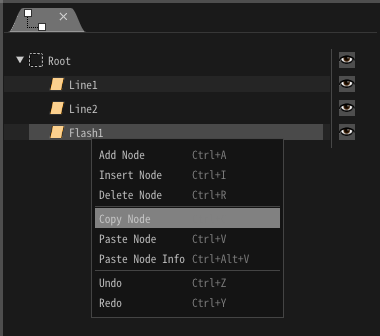 Root
Line1
Line2
Flash1
Add Node Ctrl+A
Insert Node Ctrl+I
Delete Node Ctrl+R
Copy Node
Paste Node Ctrl+V
Paste Node Info Ctrl+Alt+V
Undo Ctrl+Z
Redo Ctrl+Y